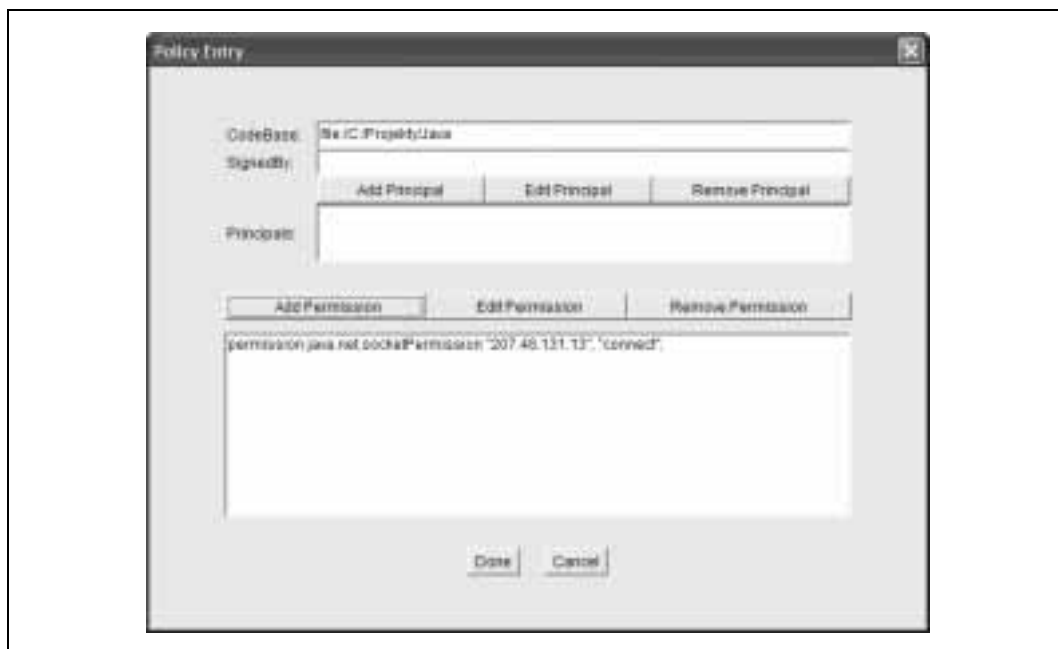 Policy Entry
CodeBase: file:/C:/Projekty/Java
SignedBy:
Add Principal Edit Principal Remove Principal
Principals:
Add Permission Edit Permission Remove Permission
permission java.net.socketPermission "207.46.131.13", "connect";
Done Cancel